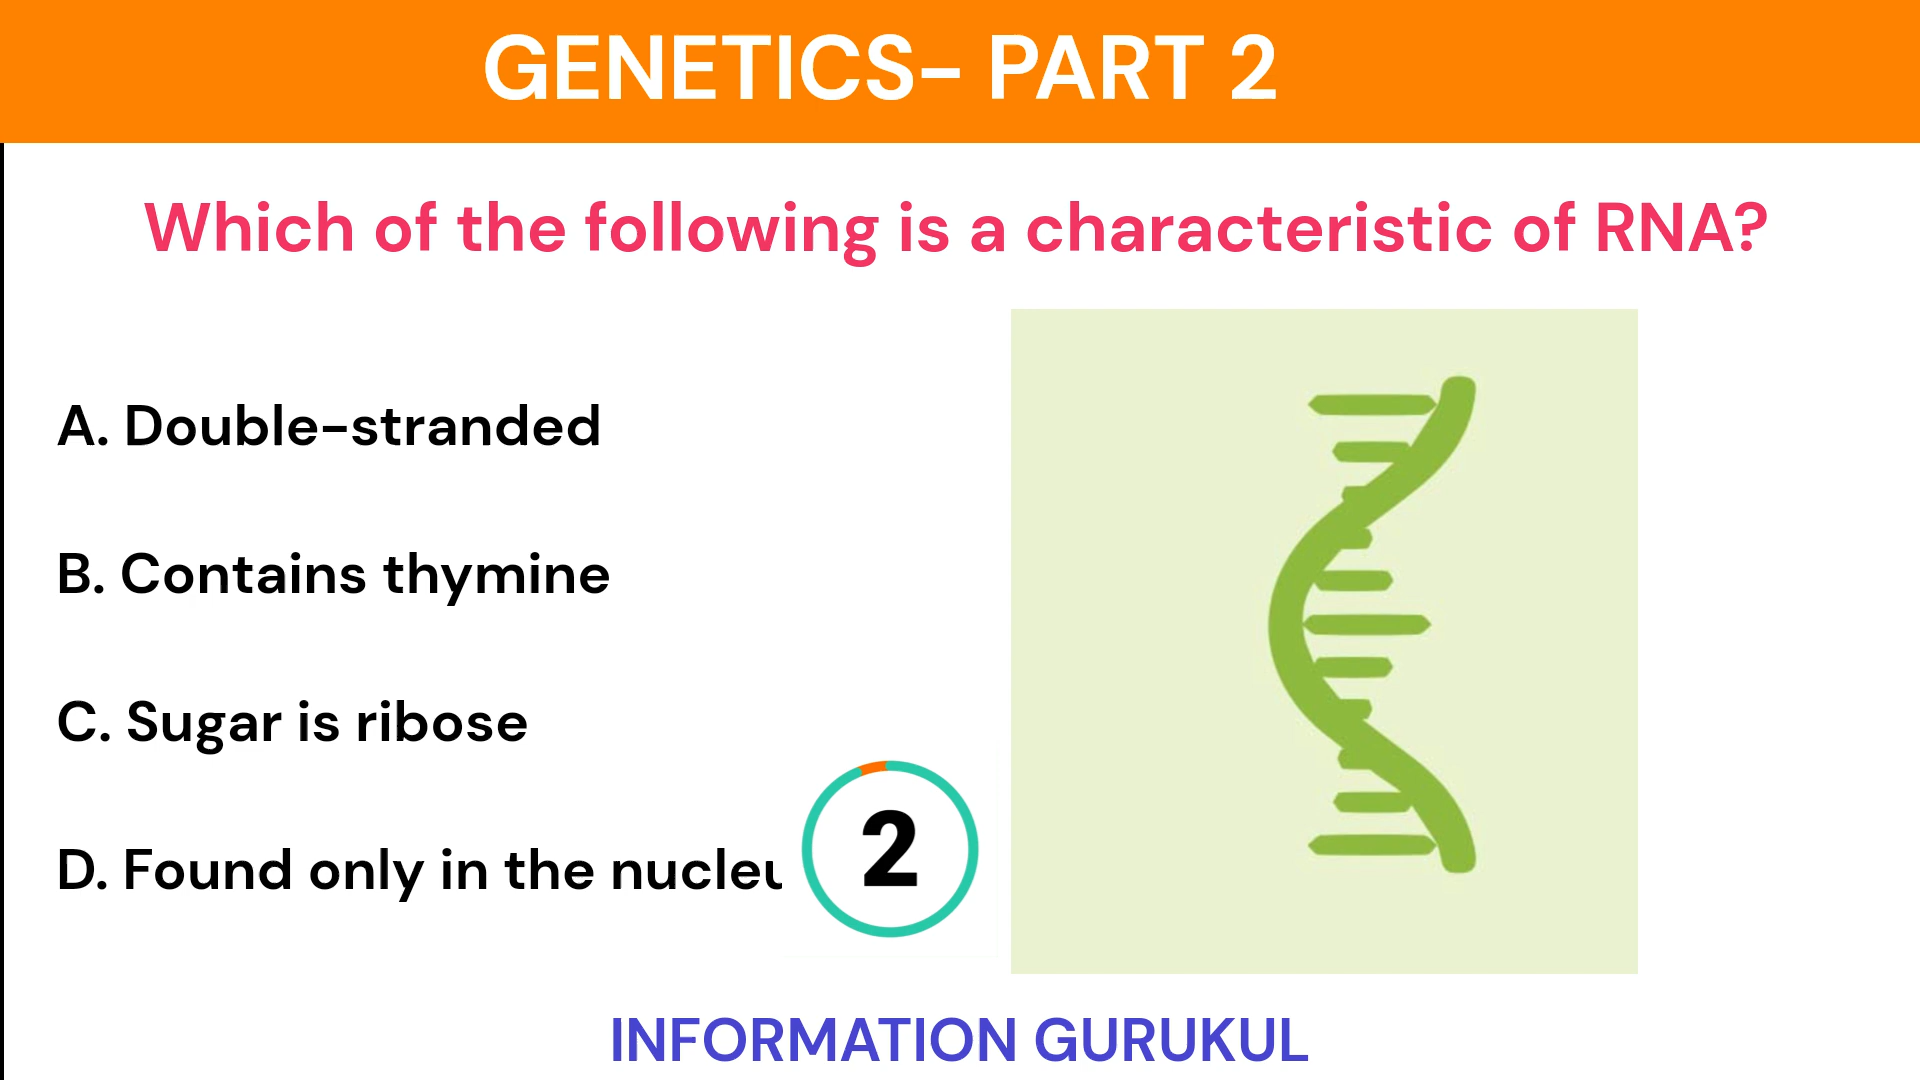 GENETICS- PART 2
Which of the following is a characteristic of RNA?
A. Double-stranded
B. Contains thymine
C. Sugar is ribose
D. Found only in the
2
INFORMATION GURUKUL